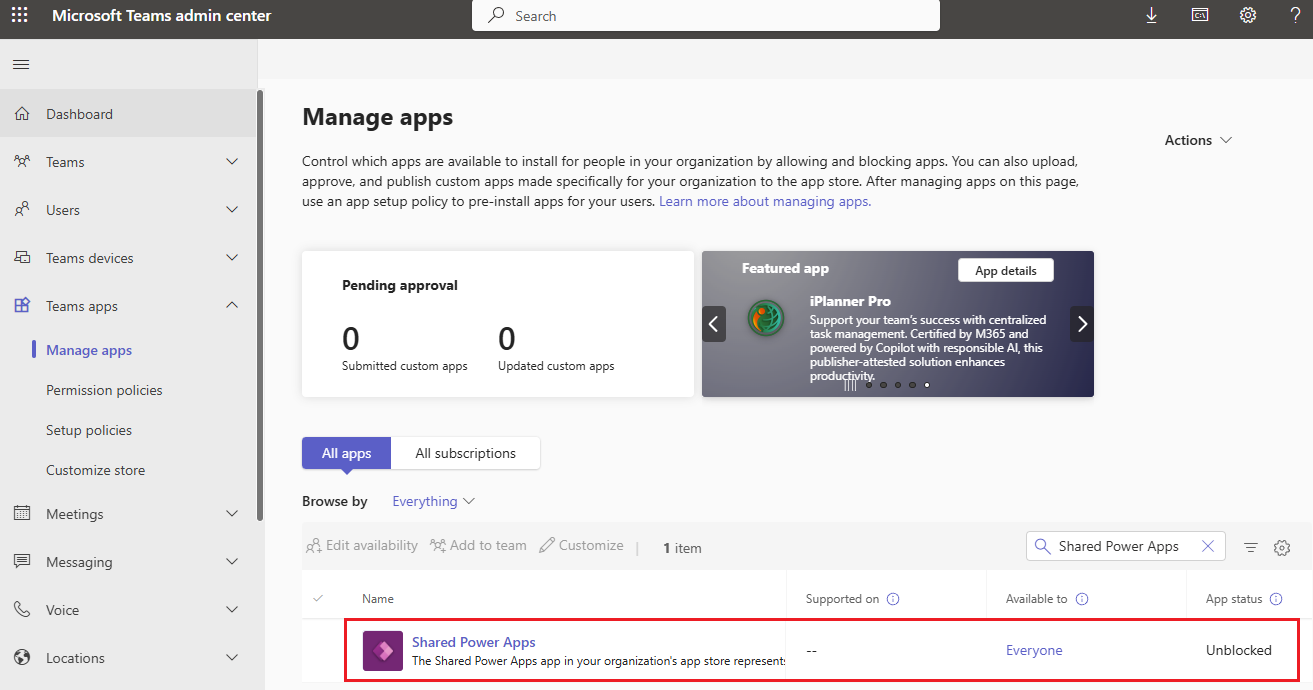 Microsoft Teams admin center
Search
Dashboard
Teams
Users
Teams devices
Teams apps
Manage apps
Permission policies
Setup policies
Customize store
Meetings
Messaging
Voice
Locations
Manage apps
Actions
Control which apps are available to install for people in your organization by allowing and blocking apps. You can also upload,
approve, and publish custom apps made specifically for your organization to the app store. After managing apps on this page,
use an app setup policy to pre-install apps for your users. Learn more about managing apps.
Pending approval
0
Submitted custom apps
0
Updated custom apps
Featured app
App details
iPlanner Pro
Support your team's success with centralized
task management. Certified by M365 and
powered by Copilot with responsible AI, this
publisher-attested solution enhances
productivity.
All apps
All subscriptions
Browse by
Everything
Edit availability
Add to team
Customize
|
1 item
Shared Power Apps
Name
Supported on
Available to
App status
Shared Power Apps
The Shared Power Apps app in your organization's app store represents
--
Everyone
Unblocked